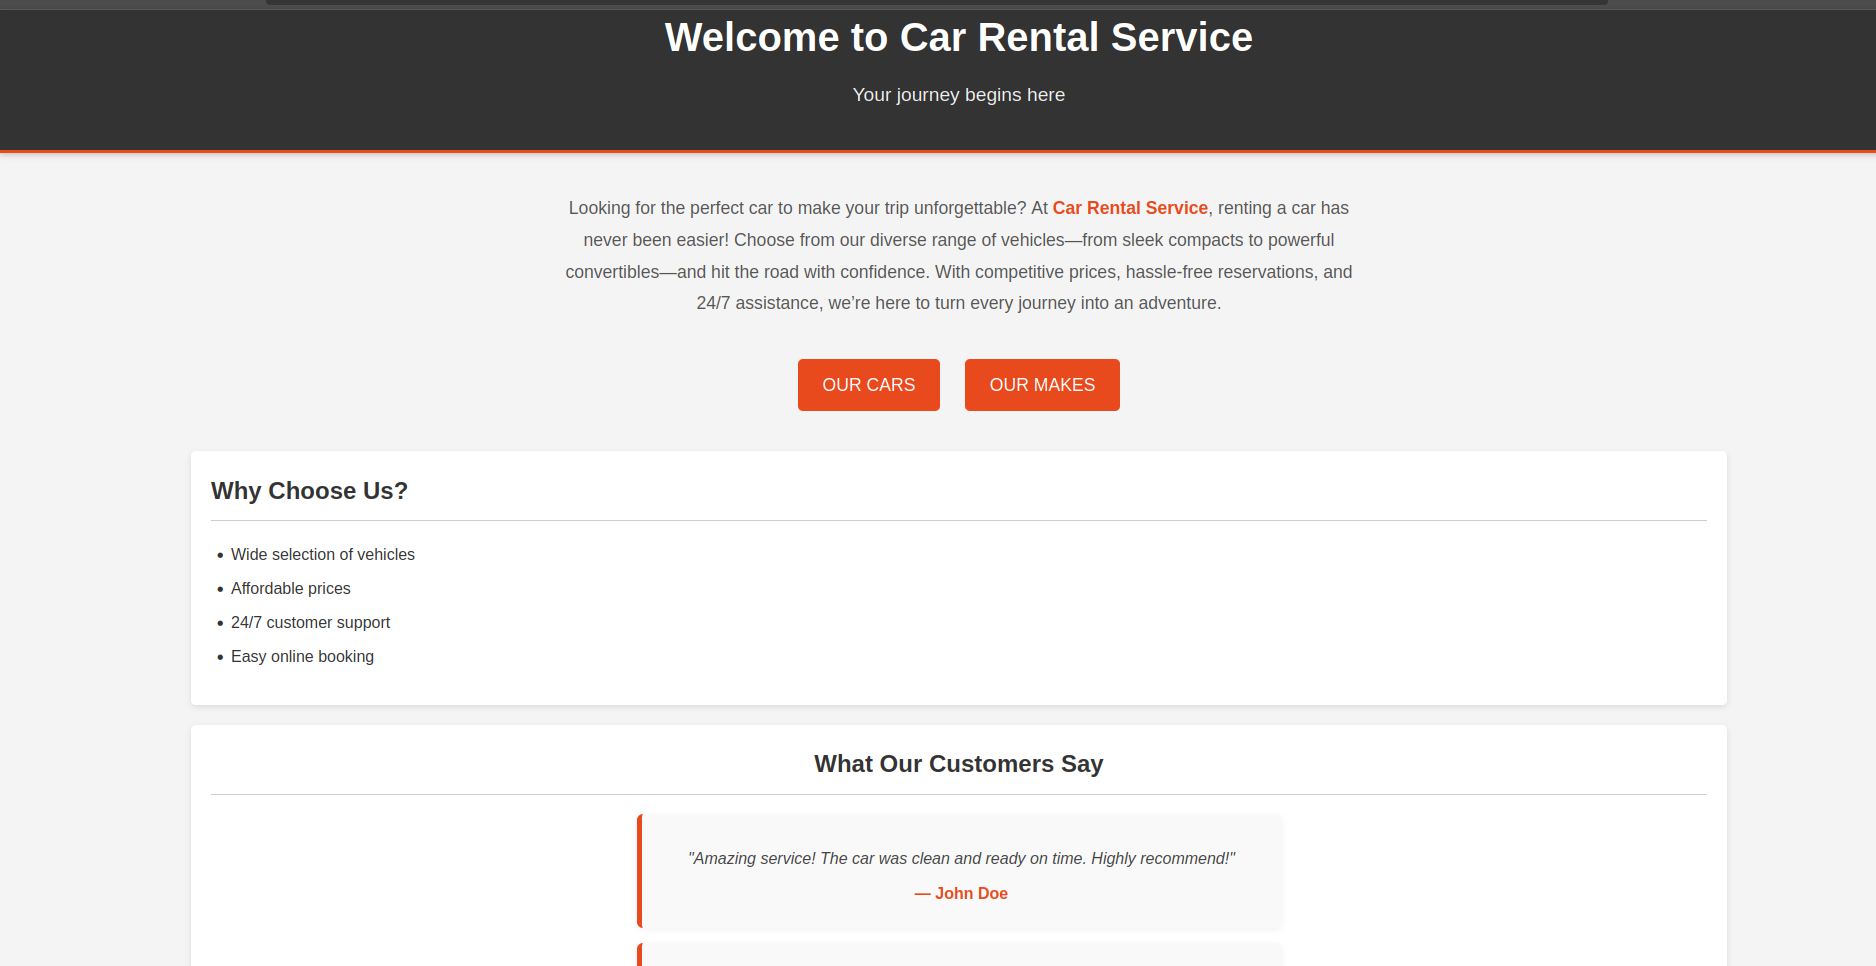 Welcome to Car Rental Service
Your journey begins here
Looking for the perfect car to make your trip unforgettable? At Car Rental Service, renting a car has
never been easier! Choose from our diverse range of vehicles—from sleek compacts to powerful
convertibles—and hit the road with confidence. With competitive prices, hassle-free reservations, and
24/7 assistance, we’re here to turn every journey into an adventure.
OUR CARS
OUR MAKES
Why Choose Us?
Wide selection of vehicles
Affordable prices
24/7 customer support
Easy online booking
What Our Customers Say
"Amazing service! The car was clean and ready on time. Highly recommend!"
— John Doe